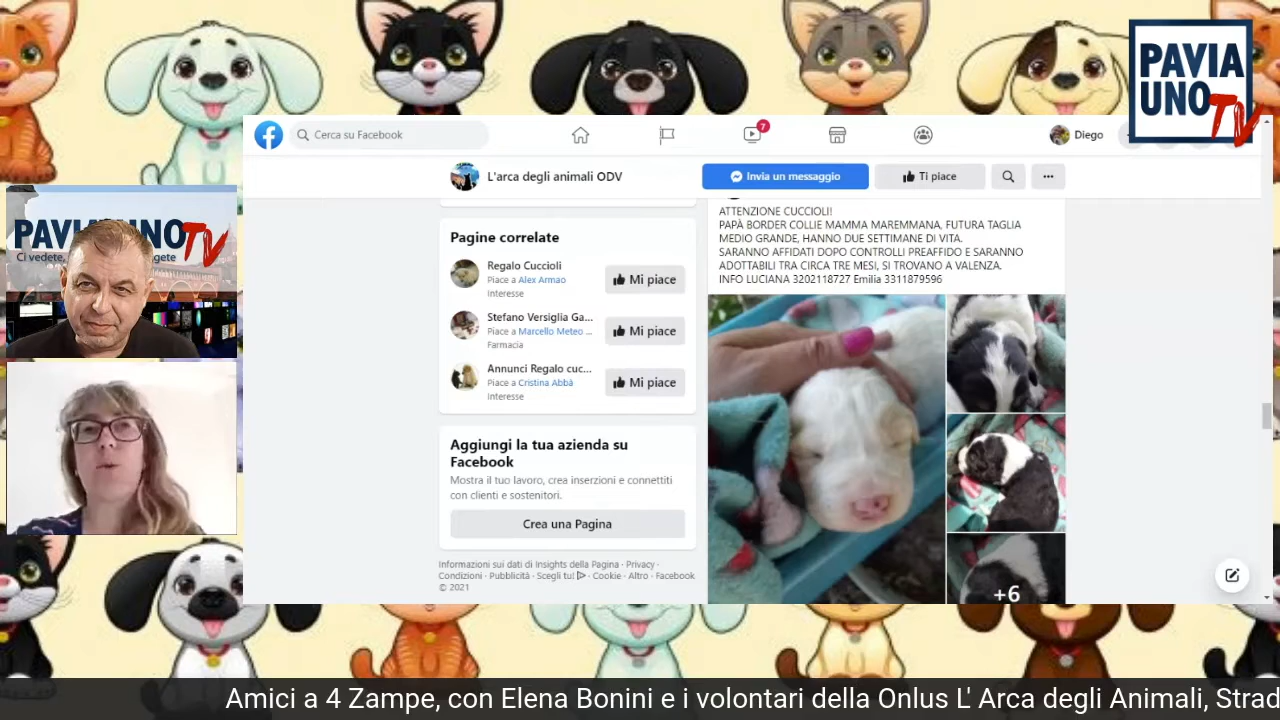 PAVIA
UNO
TV
Cerca su Facebook
7
Diego
L'arca degli animali ODV
Invia un messaggio
Ti piace
ATTENZIONE CUCCIOLI!
PAPÀ BORDER COLLIE MAMMA MAREMMANA, FUTURA TAGLIA
MEDIO GRANDE, HANNO DUE SETTIMANE DI VITA.
SARANNO AFFIDATI DOPO CONTROLLI PREAFFIDO E SARANNO
ADOTTABILI TRA CIRCA TRE MESI, SI TROVANO A VALENZA.
INFO LUCIANA 3202118727 Emilia 3311879596
Pagine correlate
Regalo Cuccioli
Piace a Alex Armao
Interesse
Mi piace
Stefano Versiglia Ga...
Piace a Marcello Meteo ...
Farmacia
Mi piace
Annunci Regalo cuc...
Piace a Cristina Abbà
Interesse
Mi piace
Aggiungi la tua azienda su
Facebook
Mostra il tuo lavoro, crea inserzioni e connettiti
con clienti e sostenitori.
Crea una Pagina
Informazioni sui dati di Insights della Pagina · Privacy ·
Condizioni · Pubblicità · Scegli tu! · Cookie · Altro · Facebook
© 2021
+6
UNO TV
Ci vedete,
Amici a 4 Zampe, con Elena Bonini e i volontari della Onlus L' Arca degli Animali, Strad